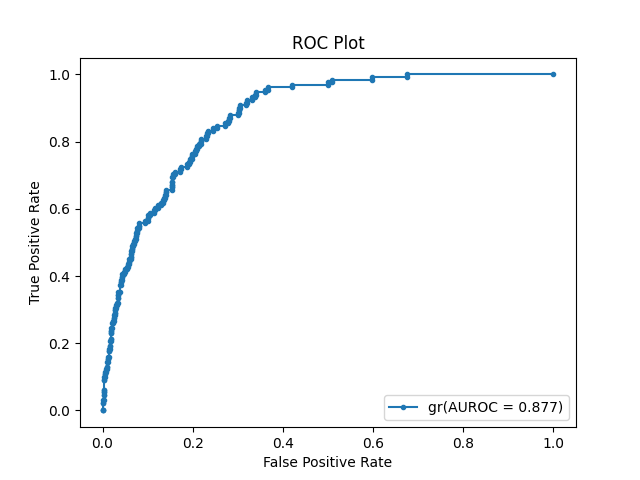 ROC Plot
True Positive Rate
1.0
0.8
0.6
0.4
0.2
0.0
0.0 0.2 0.4 0.6 0.8 1.0
False Positive Rate
gr(AUROC = 0.877)